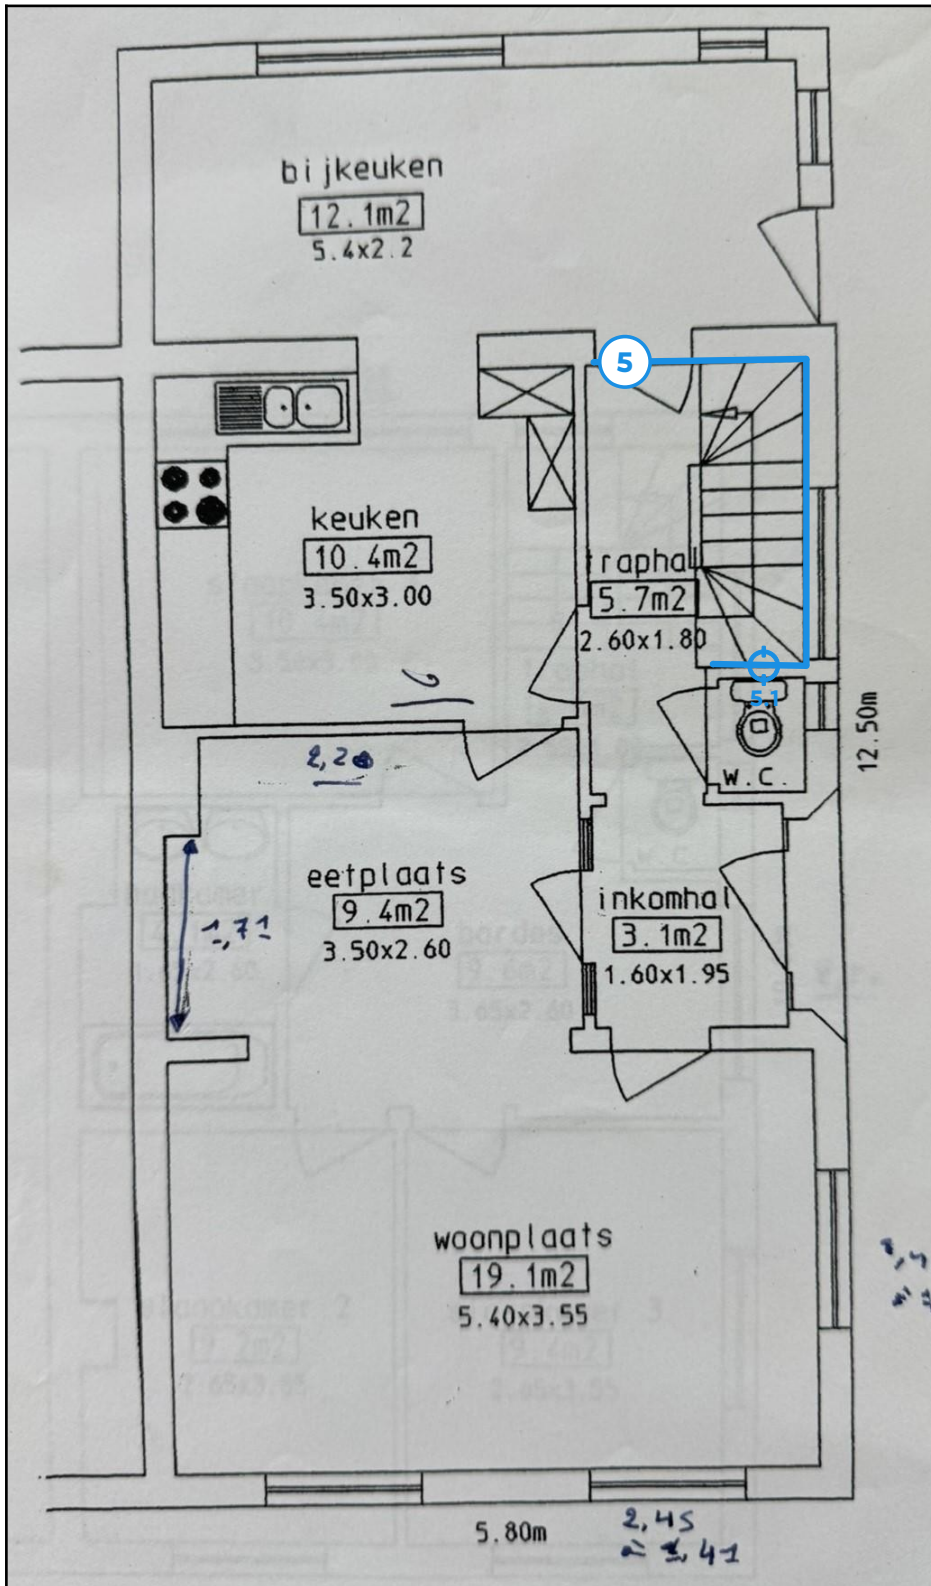 bijkeuken
12.1m2
5.4x2.2
5
keuken
10.4m2
3.50x3.00
traphal
5.7m2
2.60x1.80
5.1
W.C.
12.50m
2,20
eetplaats
9.4m2
3.50x2.60
1,71
inkomhal
3.1m2
1.60x1.95
woonplaats
19.1m2
5.40x3.55
5.80m
2,45